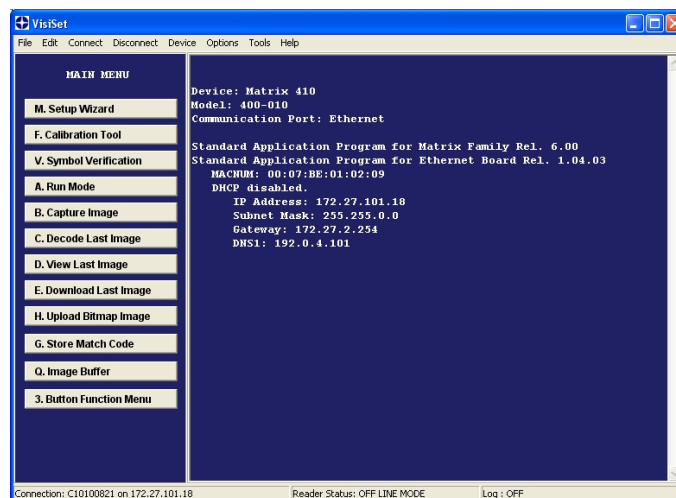 VisiSet
File Edit Connect Disconnect Device Options Tools Help
MAIN MENU
M. Setup Wizard
F. Calibration Tool
V. Symbol Verification
A. Run Mode
B. Capture Image
C. Decode Last Image
D. View Last Image
E. Download Last Image
H. Upload Bitmap Image
G. Store Match Code
Q. Image Buffer
3. Button Function Menu
Device: Matrix 410
Model: 400-010
Communication Port: Ethernet
Standard Application Program for Matrix Family Rel. 6.00
Standard Application Program for Ethernet Board Rel. 1.04.03
MACNUM: 00:07:BE:01:02:09
DHCP disabled.
IP Address: 172.27.101.18
Subnet Mask: 255.255.0.0
Gateway: 172.27.2.254
DNS1: 192.0.4.101
Connection: C10100821 on 172.27.101.18 Reader Status: OFF LINE MODE Log : OFF